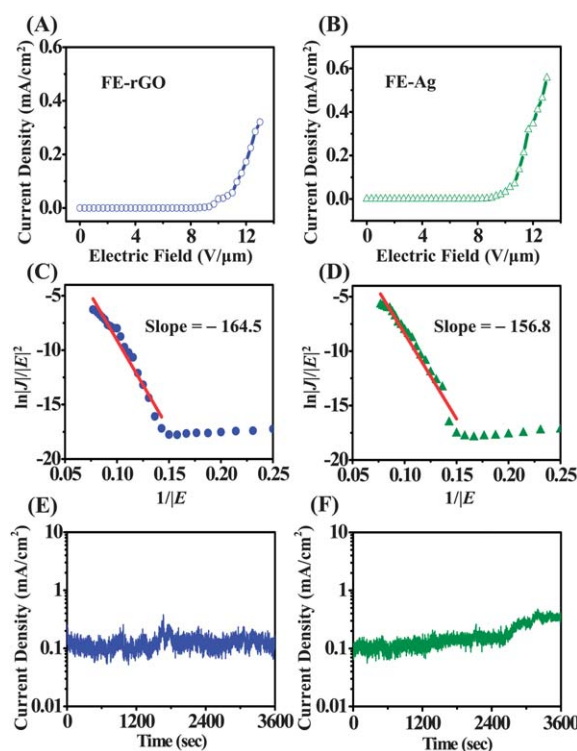 (A)
FE-rGO
Current Density (mA/cm²)
0.6
0.4
0.2
0.0
0 4 8 12
Electric Field (V/μm)
(B)
FE-Ag
Current Density (mA/cm²)
0.6
0.4
0.2
0.0
0 4 8 12
Electric Field (V/μm)
(C)
Slope = − 164.5
ln|J|/|E|²
-5
-10
-15
-20
0.05 0.10 0.15 0.20 0.25
1/|E
(D)
Slope = − 156.8
ln|J|/|E|²
-5
-10
-15
-20
0.05 0.10 0.15 0.20 0.25
1/|E
(E)
Current Density (mA/cm²)
10
1
0.1
0.01
0 1200 2400 3600
Time (sec)
(F)
Current Density (mA/cm²)
10
1
0.1
0.01
0 1200 2400 3600
Time (sec)